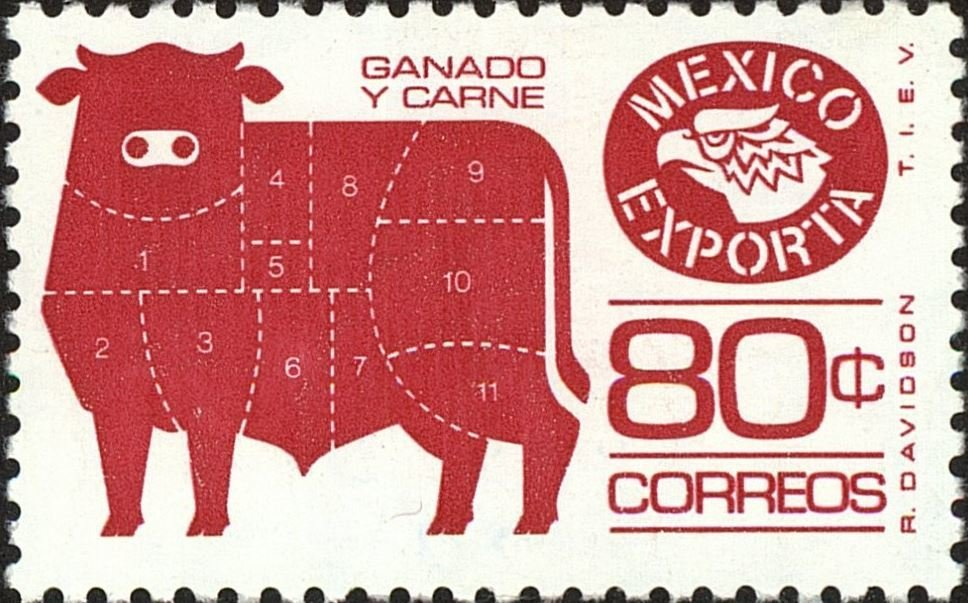 GANADO
Y CARNE
1
2
3
4
5
6
7
8
9
10
11
MEXICO
EXPORTA
80¢
CORREOS
T. I. E. V.
R. DAVIDSON